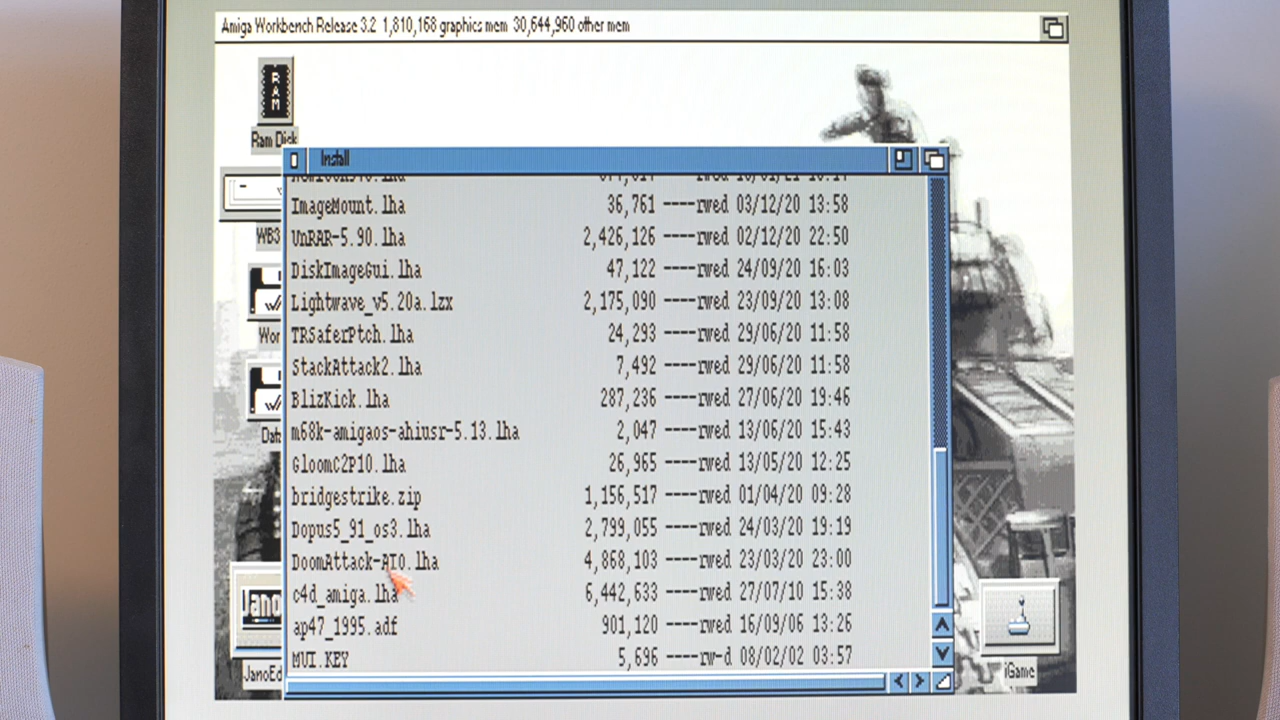 Amiga Workbench Release 3.2 1,810,168 graphics mem 30,644,960 other mem
RAM
Ram Disk
Install
ImageMount.lha 36,761 ----rwed 03/12/20 13:58
UnRAR-5.90.lha 2,426,126 ----rwed 02/12/20 22:50
WB3
DiskImageGui.lha 47,122 ----rwed 24/09/20 16:03
Lightwave_v5.20a.lzx 2,175,090 ----rwed 23/09/20 13:08
Wor
TRSaferPtch.lha 24,293 ----rwed 29/06/20 11:58
StackAttack2.lha 7,492 ----rwed 29/06/20 11:58
BlizKick.lha 287,236 ----rwed 27/06/20 19:46
Dat
m68k-amigaos-ahiusr-5.13.lha 2,047 ----rwed 13/06/20 15:43
GloomC2P10.lha 26,965 ----rwed 13/05/20 12:25
bridgestrike.zip 1,156,517 ----rwed 01/04/20 09:28
Dopus5_91_os3.lha 2,799,055 ----rwed 24/03/20 19:19
DoomAttack-AIO.lha 4,868,103 ----rwed 23/03/20 23:00
c4d_amiga.lha 6,442,633 ----rwed 27/07/10 15:38
Jano
ap47_1995.adf 901,120 ----rwed 16/09/06 13:26
MUI.KEY 5,696 ----rw-d 08/02/02 03:57
JanoEd
iGame